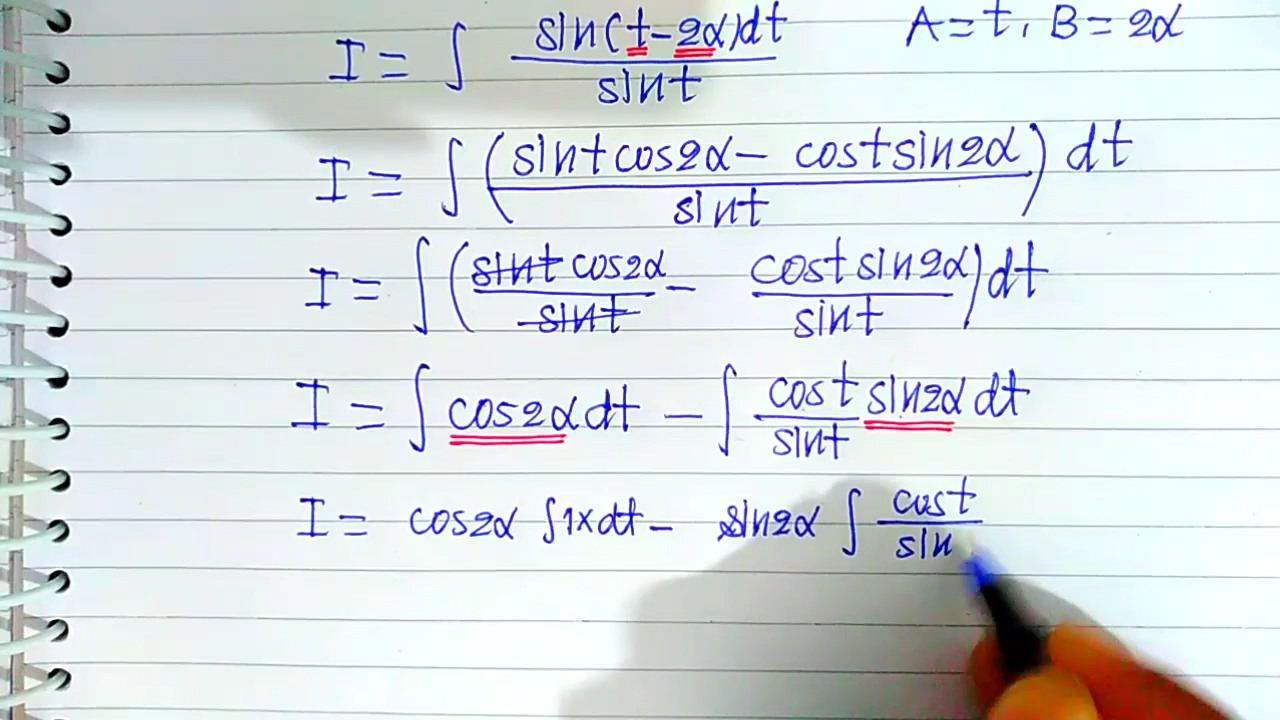 I = ∫ sin(t-2α)dt / sint A=t, B=2α
I = ∫ (sint cos2α - cost sin2α / sint) dt
I = ∫ (sint cos2α / sint - cost sin2α / sint) dt
I = ∫ cos2α dt - ∫ cost / sint sin2α dt
I = cos2α ∫1×dt - sin2α ∫ cost / sin